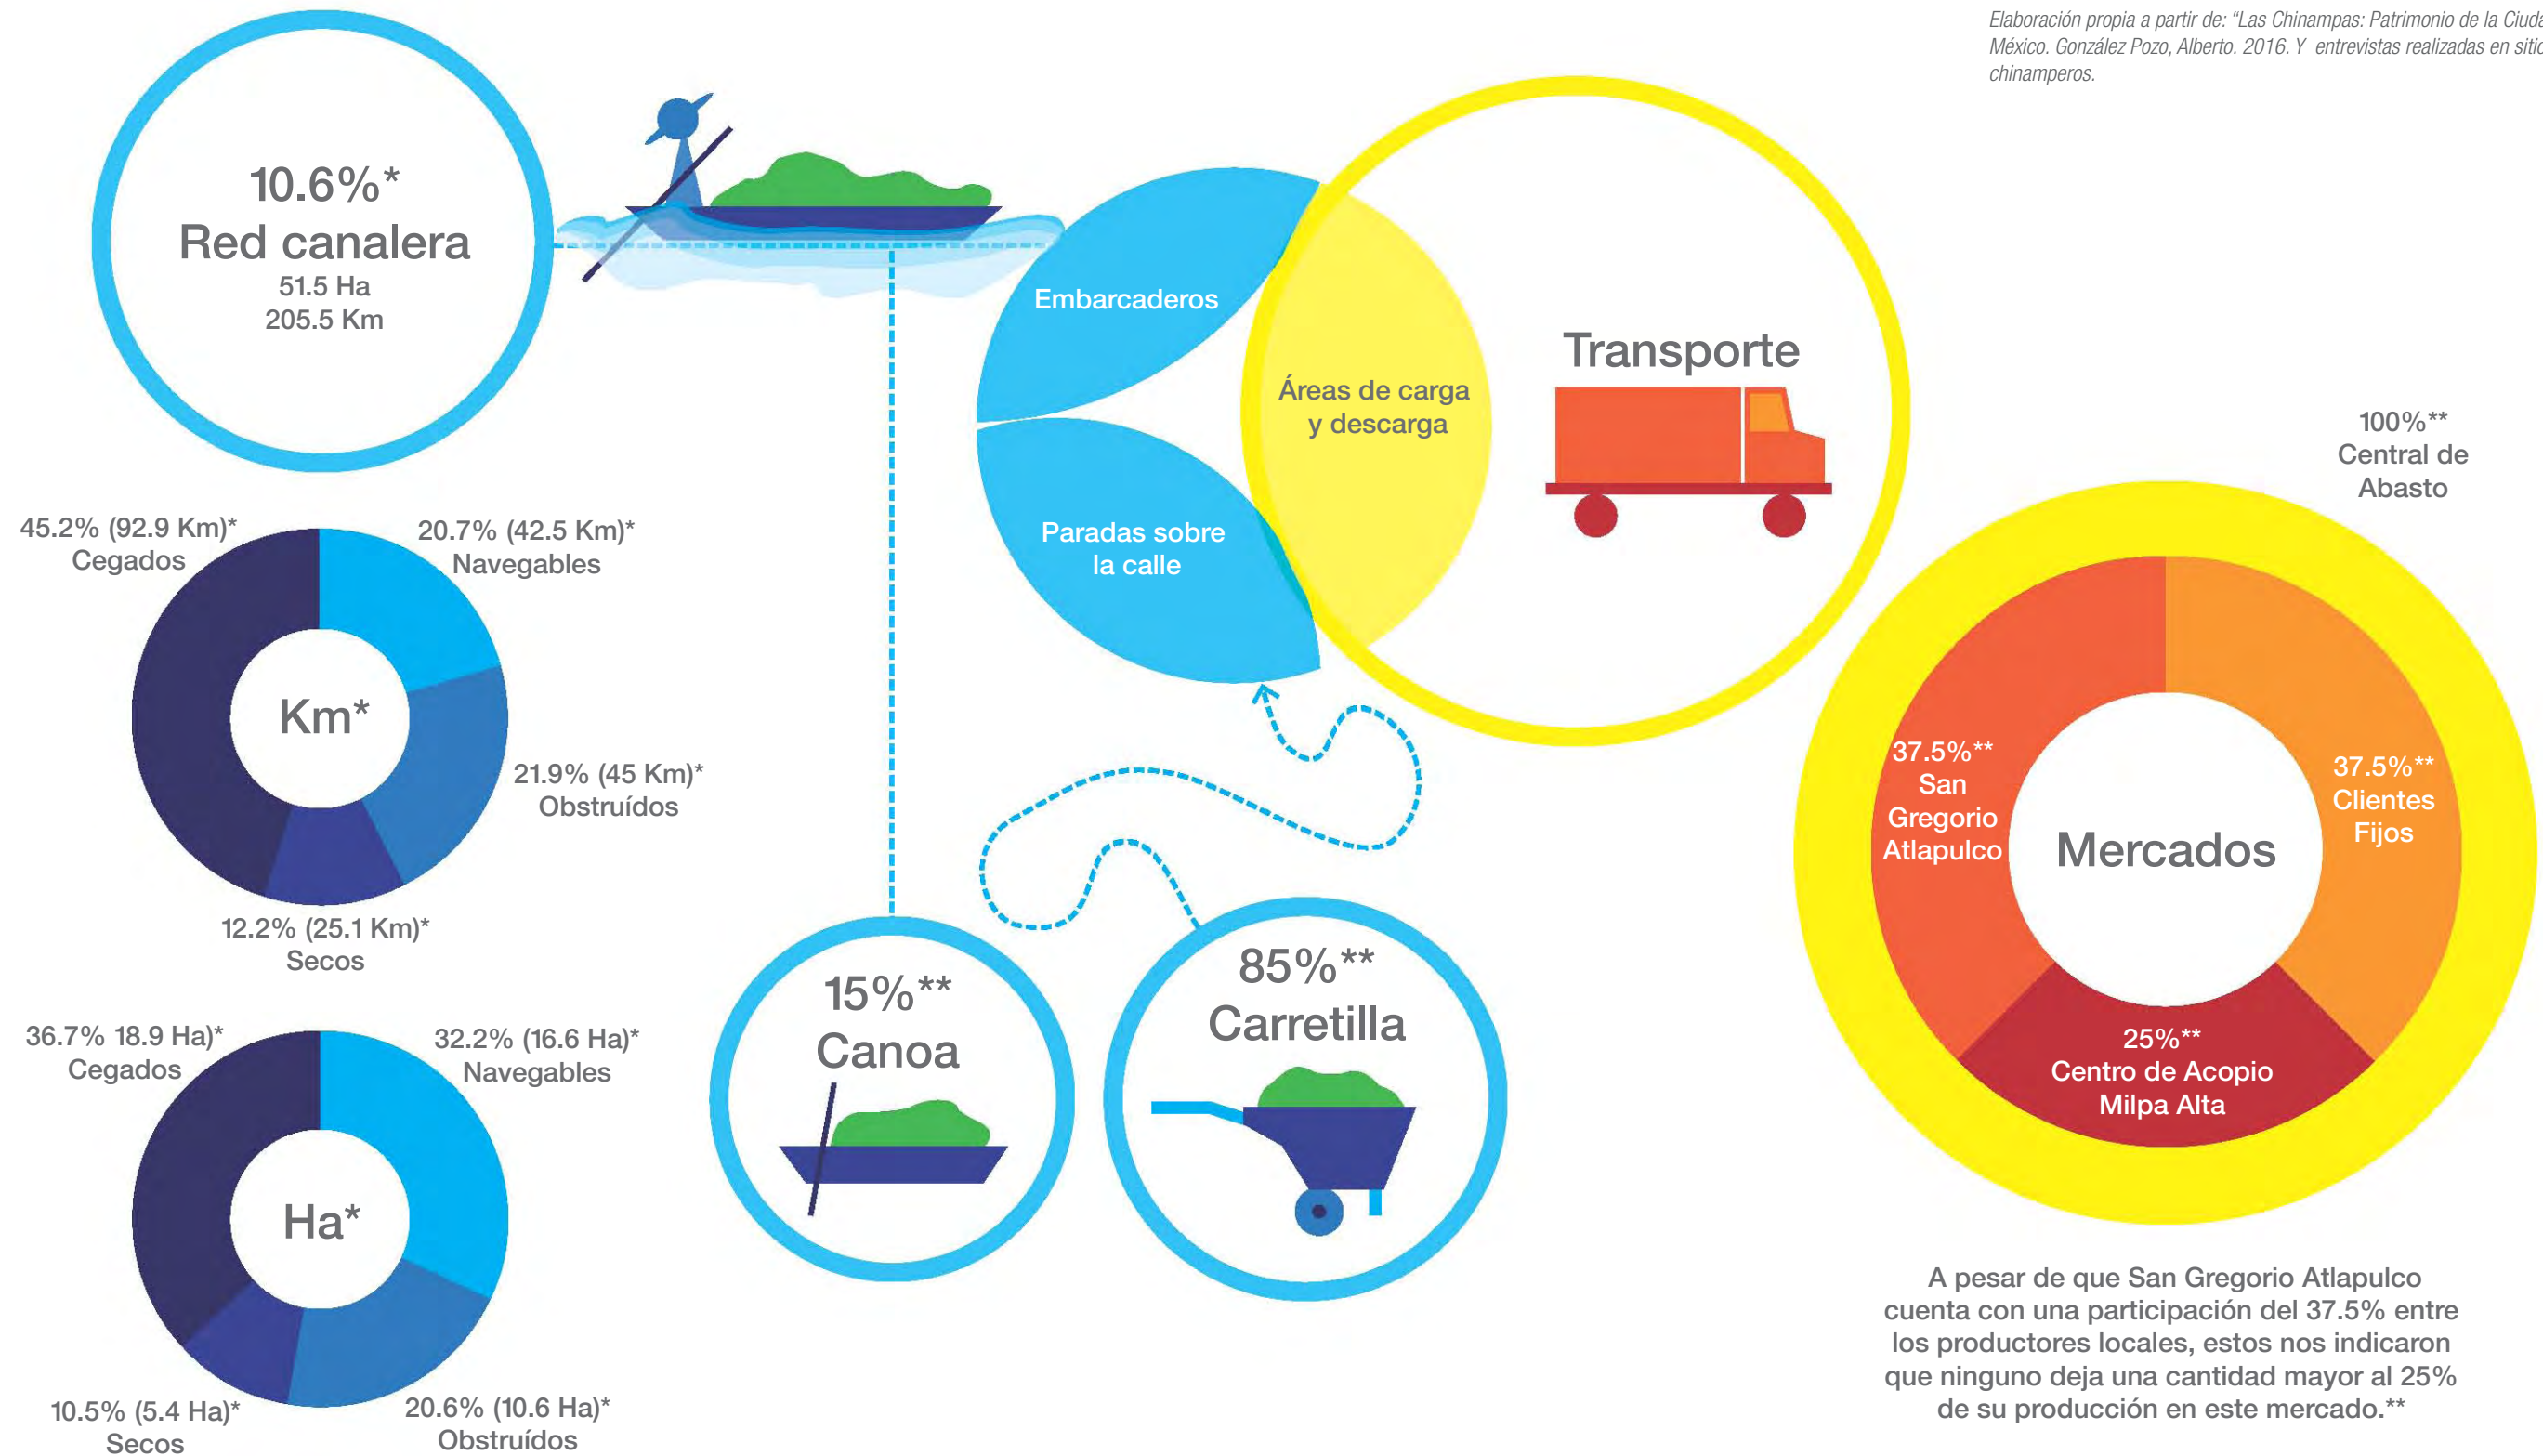 Elaboración propia a partir de: “Las Chinampas: Patrimonio de la
México. González Pozo, Alberto. 2016. Y entrevistas realizadas en
chinamperos.
10.6%*
Red canalera
51.5 Ha
205.5 Km
Embarcaderos
Áreas de carga
y descarga
Paradas sobre
la calle
Transporte
45.2% (92.9 Km)*
Cegados
20.7% (42.5 Km)*
Navegables
Km*
21.9% (45 Km)*
Obstruídos
12.2% (25.1 Km)*
Secos
36.7% 18.9 Ha)*
Cegados
32.2% (16.6 Ha)*
Navegables
Ha*
10.5% (5.4 Ha)*
Secos
20.6% (10.6 Ha)*
Obstruídos
15%**
Canoa
85%**
Carretilla
100%**
Central de
Abasto
37.5%**
San
Gregorio
Atlapulco
Mercados
37.5%**
Clientes
Fijos
25%**
Centro de Acopio
Milpa Alta
A pesar de que San Gregorio Atlapulco
cuenta con una participación del 37.5% entre
los productores locales, estos nos indicaron
que ninguno deja una cantidad mayor al 25%
de su producción en este mercado.**